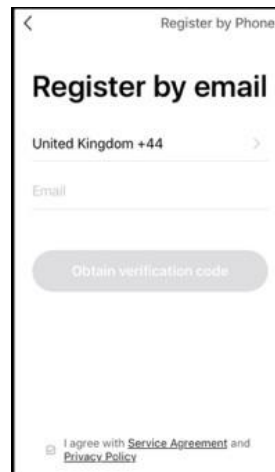 Register by Phone
Register by email
United Kingdom +44
Email
Obtain verification code
I agree with Service Agreement and
Privacy Policy